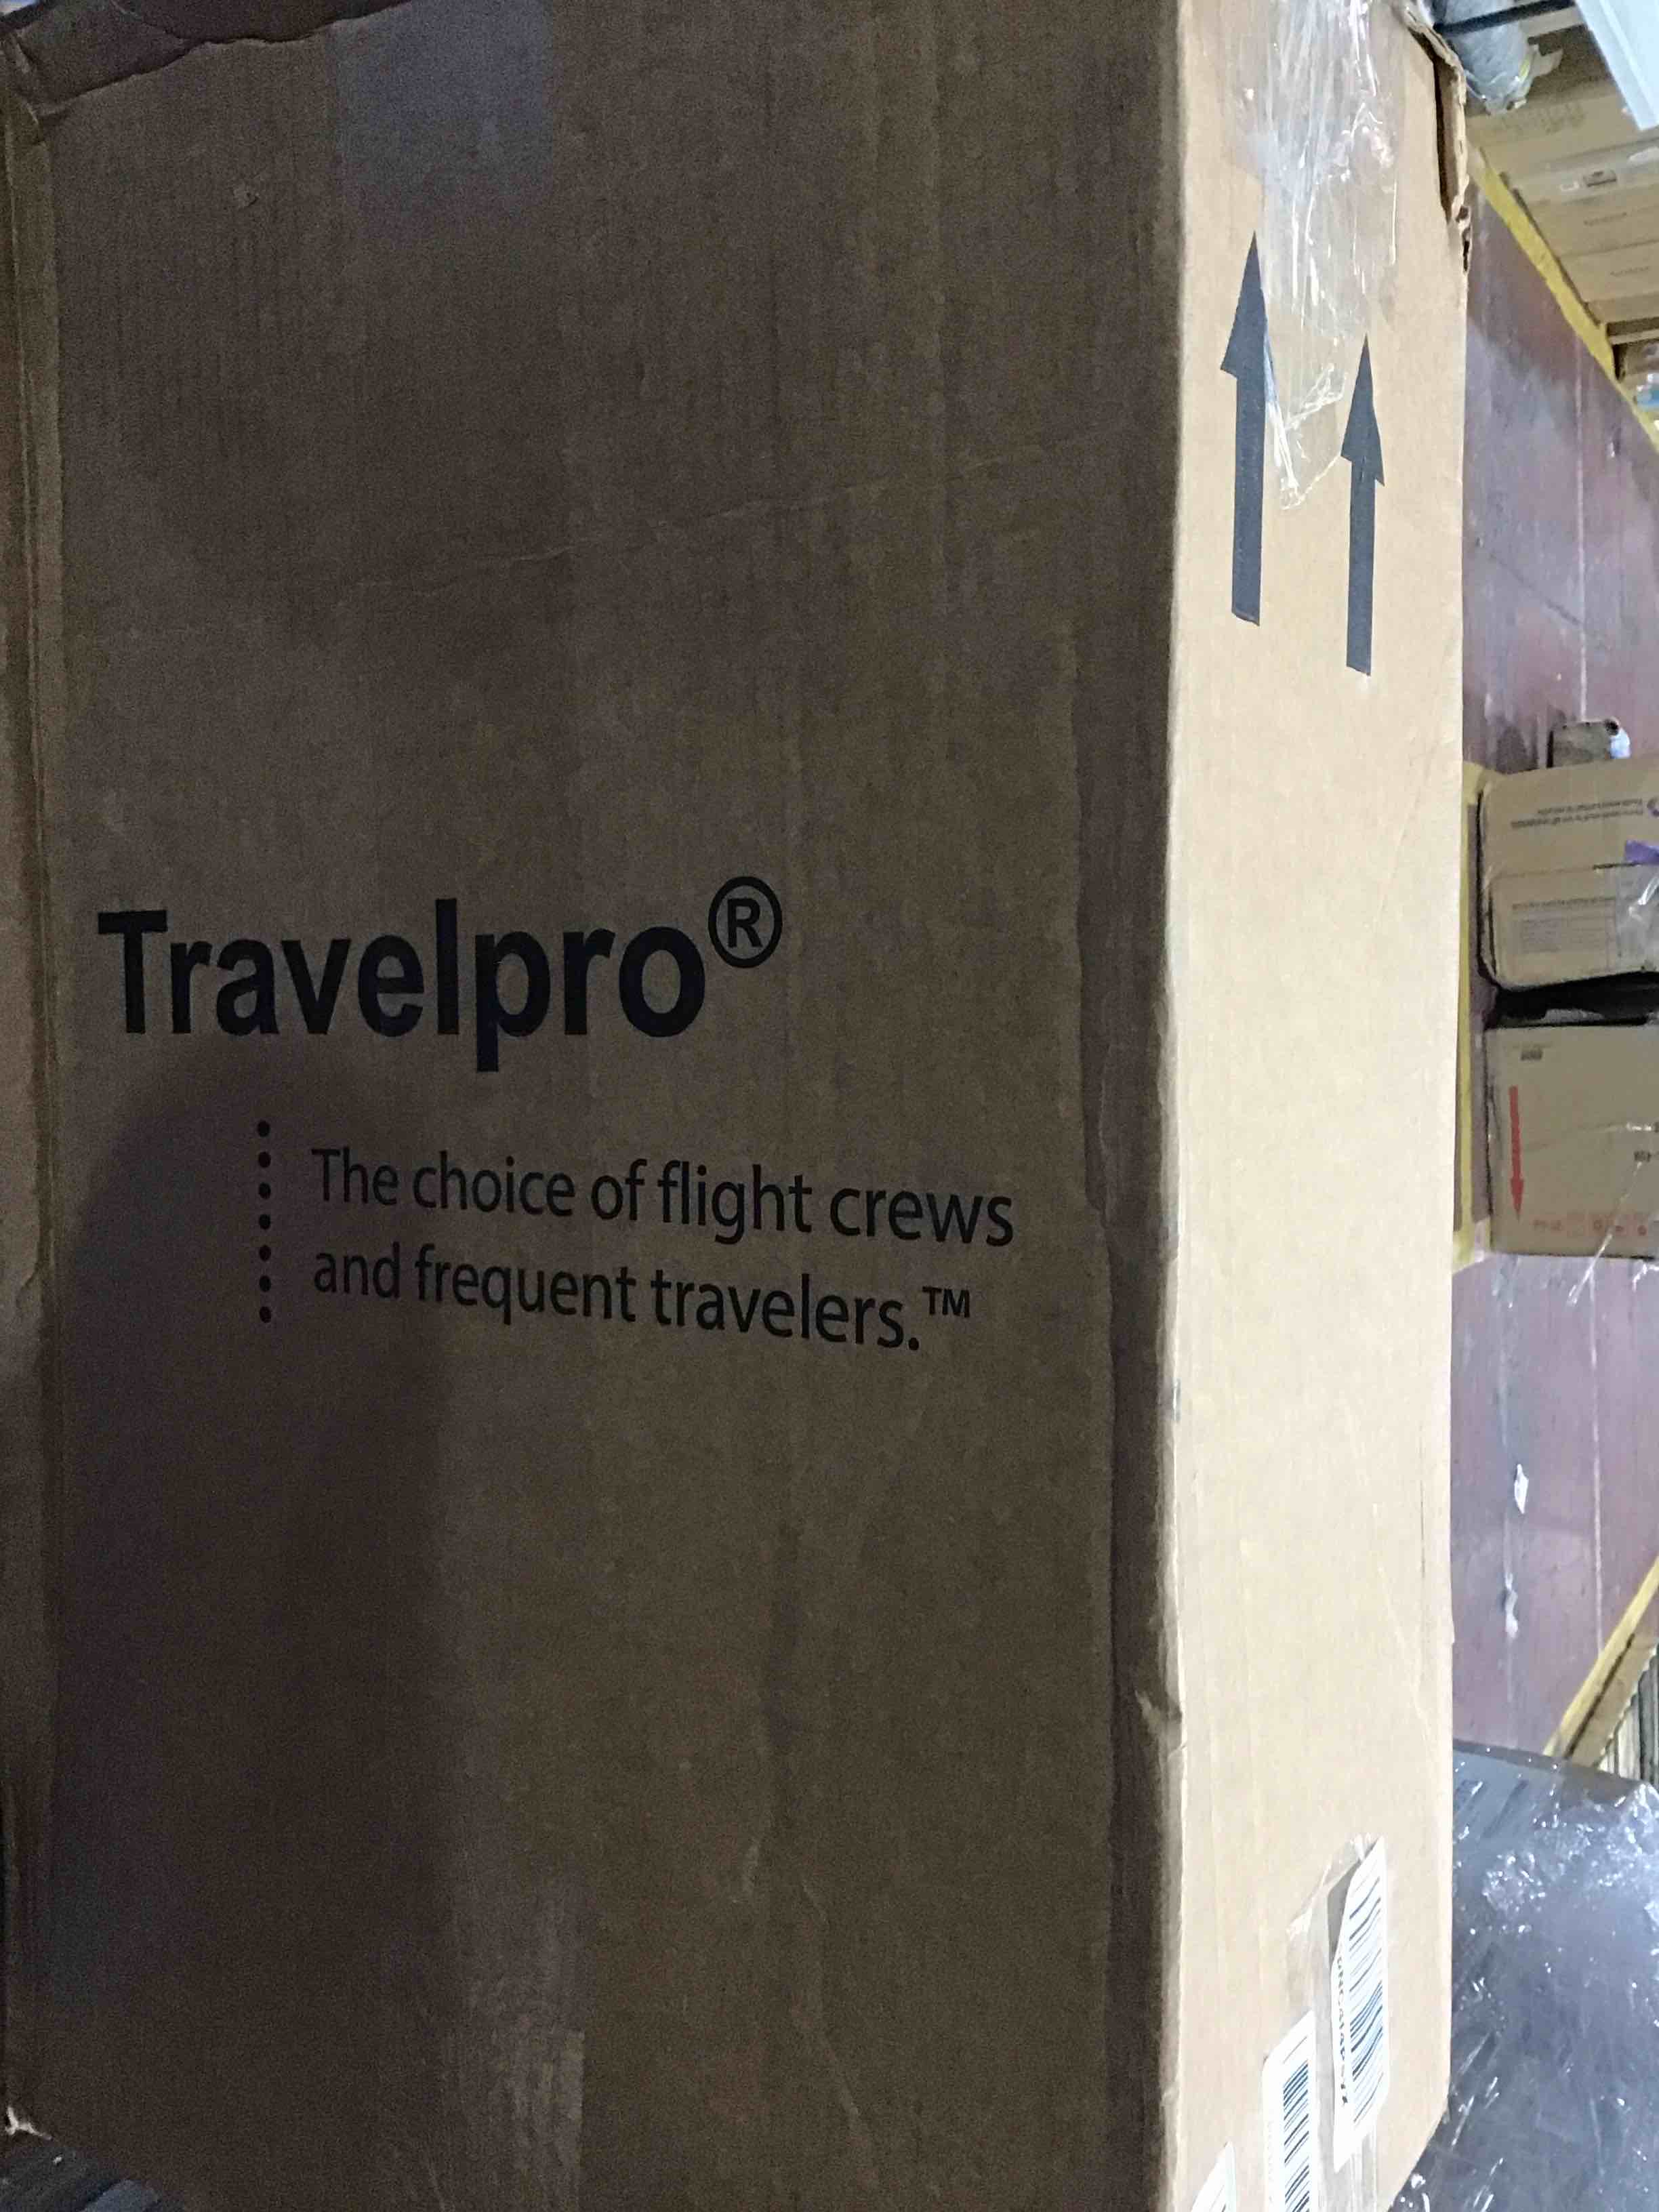 Travelpro®
The choice of flight crews
and frequent travelers.™